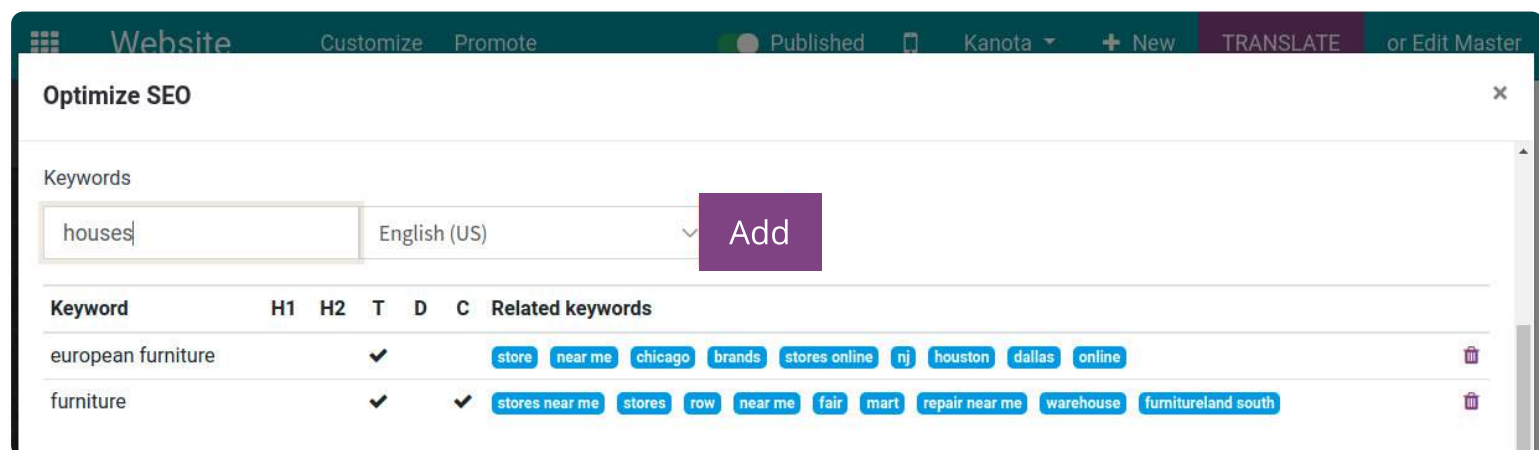 Website Customize Promote Published Kanota + New TRANSLATE or Edit Master
Optimize SEO ×
Keywords
houses English (US) Add
Keyword H1 H2 T D C Related keywords
european furniture ✔ store near me chicago brands stores online nj houston dallas online
furniture ✔ ✔ stores near me stores row near me fair mart repair near me warehouse furnitureland south